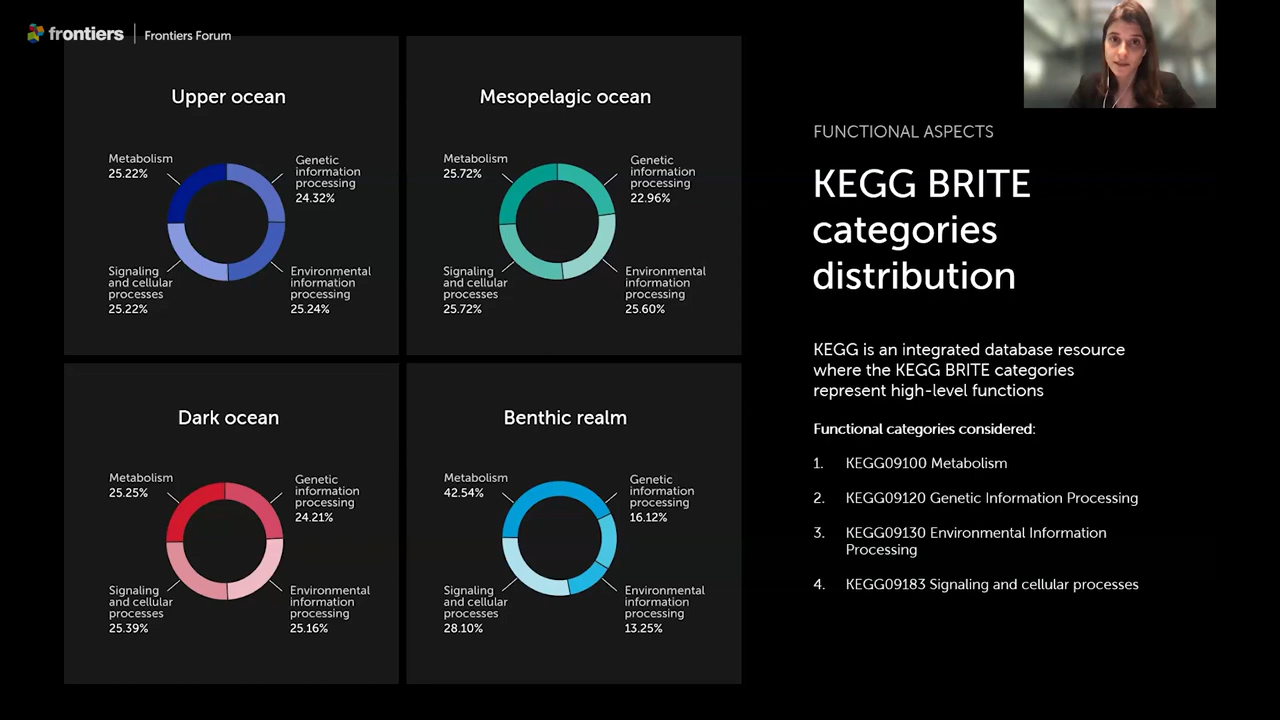 frontiers
Frontiers Forum
Upper ocean
Metabolism
25.22%
Genetic
information
processing
24.32%
Signaling
and cellular
processes
25.22%
Environmental
information
processing
25.24%
Mesopelagic ocean
Metabolism
25.72%
Genetic
information
processing
22.96%
Signaling
and cellular
processes
25.72%
Environmental
information
processing
25.60%
Dark ocean
Metabolism
25.25%
Genetic
information
processing
24.21%
Signaling
and cellular
processes
25.39%
Environmental
information
processing
25.16%
Benthic realm
Metabolism
42.54%
Genetic
information
processing
16.12%
Signaling
and cellular
processes
28.10%
Environmental
information
processing
13.25%
FUNCTIONAL ASPECTS
KEGG BRITE
categories
distribution
KEGG is an integrated database resource
where the KEGG BRITE categories
represent high-level functions
Functional categories considered:
1. KEGG09100 Metabolism
2. KEGG09120 Genetic Information Processing
3. KEGG09130 Environmental Information
Processing
4. KEGG09183 Signaling and cellular processes